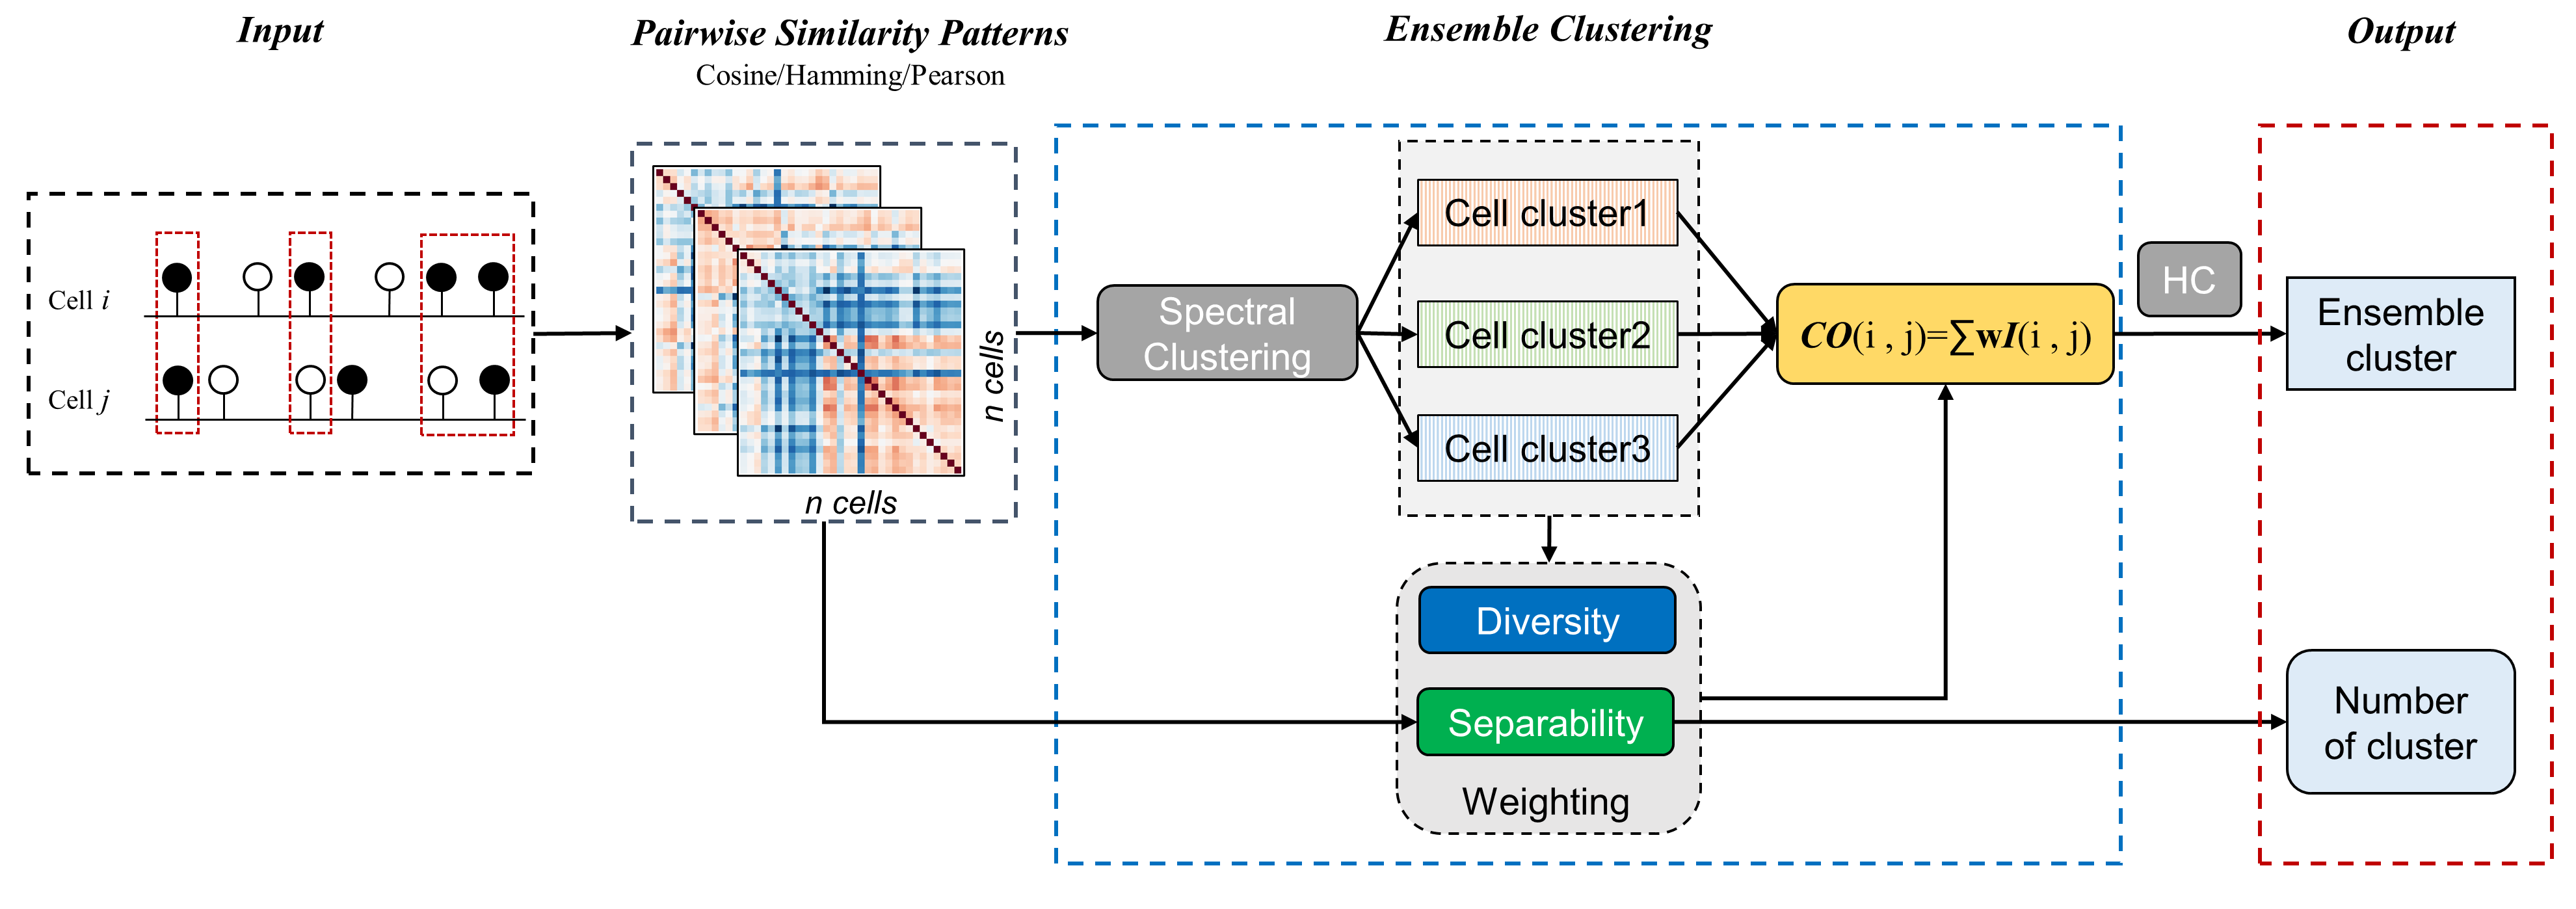 Input
Pairwise Similarity Patterns
Cosine/Hamming/Pearson
Ensemble Clustering
Output
Cell i
Cell j
n cells
n cells
Spectral
Clustering
Cell cluster1
Cell cluster2
Cell cluster3
CO(i , j)=∑wI(i , j)
HC
Ensemble
cluster
Diversity
Separability
Weighting
Number
of cluster